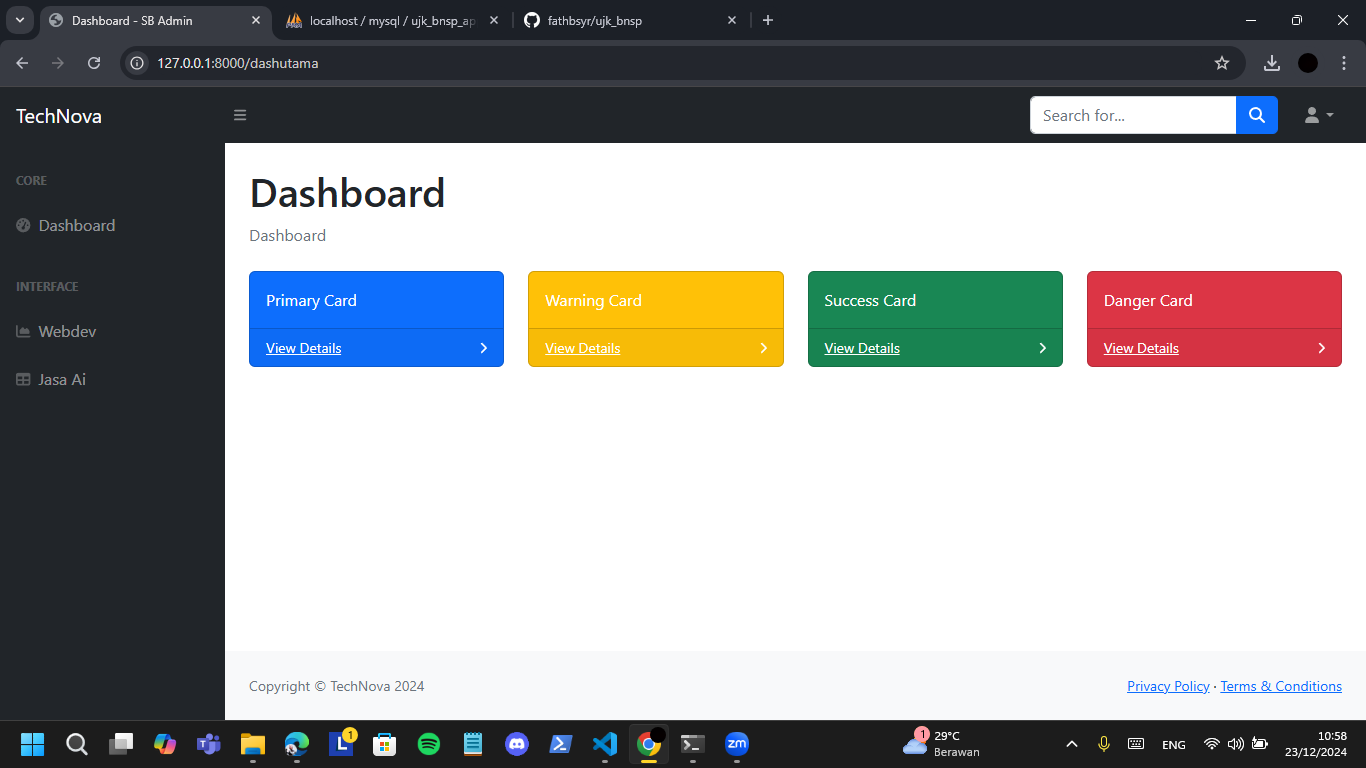 Dashboard - SB Admin
localhost / mysql / ujk_bnsp_ap
fathbsyr/ujk_bnsp
127.0.0.1:8000/dashutama
TechNova
Search for...
CORE
Dashboard
INTERFACE
Webdev
Jasa Ai
Dashboard
Dashboard
Primary Card
Warning Card
Success Card
Danger Card
View Details
View Details
View Details
View Details
Copyright © TechNova 2024
Privacy Policy · Terms & Conditions
L
1
zm
1
29°C
Berawan
ENG
10:58
23/12/2024